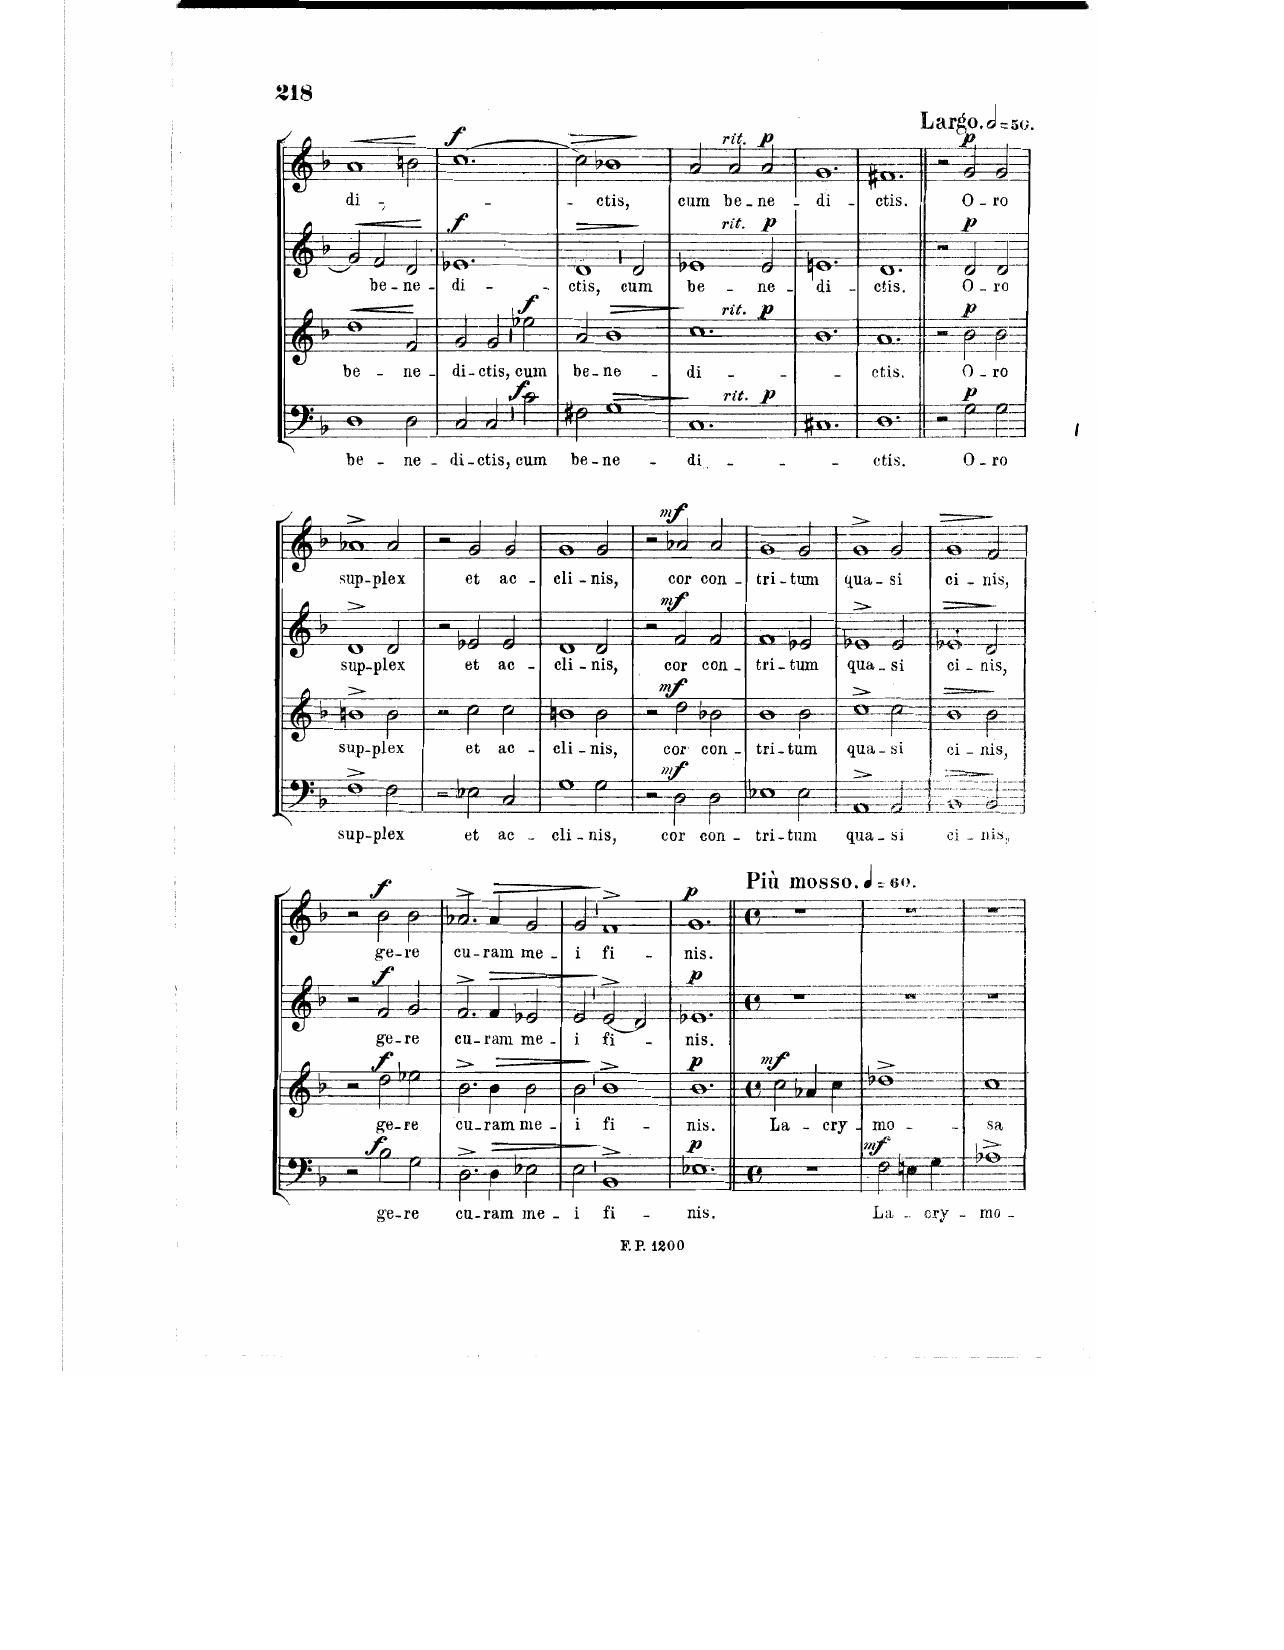 218
Largo. =50.
f rit. p p
di - - - ctis, cum be - ne - di - ctis. O - ro
f rit. p p
be - ne - di - - ctis, cum be - ne - di - ctis. O - ro
f rit. p p
be - ne - di - ctis, cum be - ne - di - - - ctis. O - ro
f rit. p p
be - ne - di - ctis, cum be - ne - di - - - ctis. O - ro
mf
sup - plex et ac - cli - nis, cor con - tri - tum qua - si ci - nis,
mf
sup - plex et ac - cli - nis, cor con - tri - tum qua - si ci - nis,
mf
sup - plex et ac - cli - nis, cor con - tri - tum qua - si ci - nis,
mf
sup - plex et ac - cli - nis, cor con - tri - tum qua - si ci - nis,
Più mosso. =60.
f p
ge - re cu - ram me - i fi - nis.
f p
ge - re cu - ram me - i fi - nis.
f p mf
ge - re cu - ram me - i fi - nis. La - cry - mo - - sa
f p mf
ge - re cu - ram me - i fi - nis. La - cry - mo -
F. P. 1200